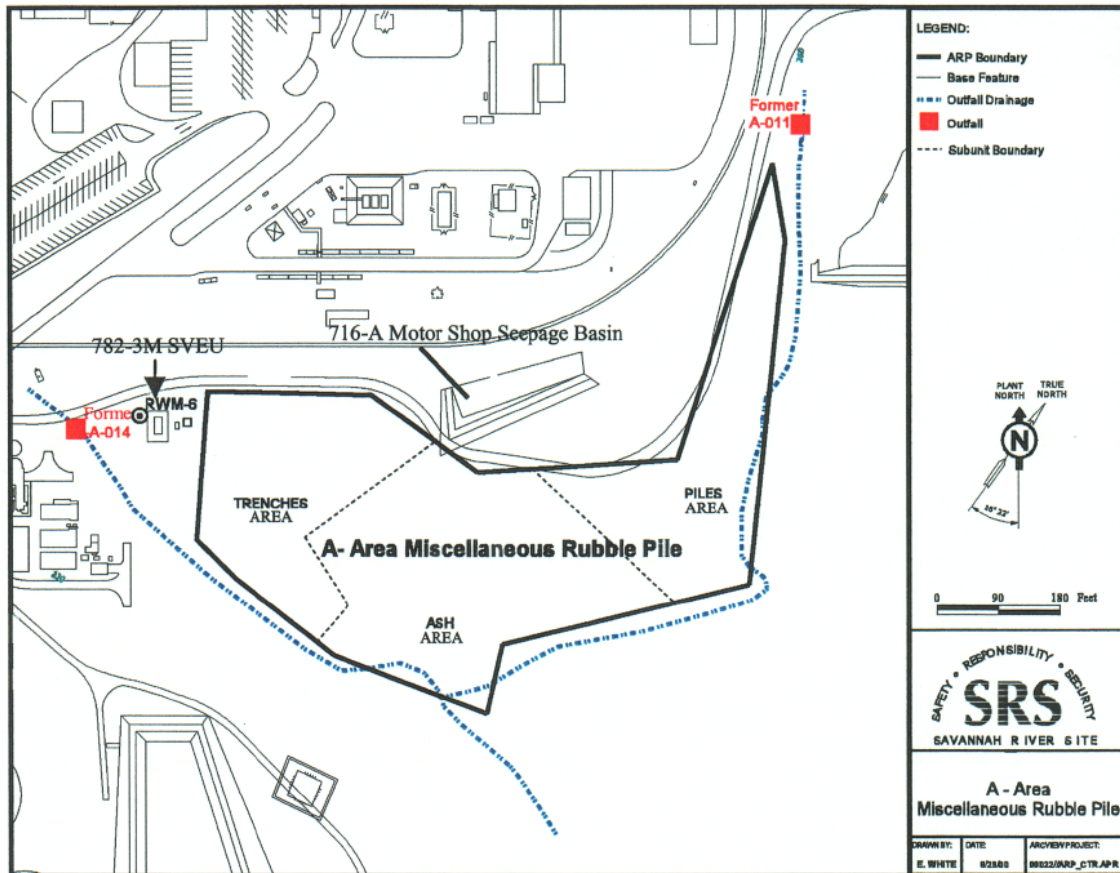 LEGEND:
ARP Boundary
Base Feature
Outfall Drainage
Outfall
Subunit Boundary
Former
A-011
716-A Motor Shop Seepage Basin
782-3M SVEU
RWM-6
Forme
A-014
TRENCHES
AREA
PILES
AREA
A- Area Miscellaneous Rubble Pile
ASH
AREA
PLANT
NORTH
TRUE
NORTH
N
0 90 180 Feet
SAFETY • RESPONSIBILITY • SECURITY
SRS
SAVANNAH RIVER SITE
A - Area
Miscellaneous Rubble Pile
DRAWN BY:
E. WHITE
DATE:
ARCVIEW PROJECT: